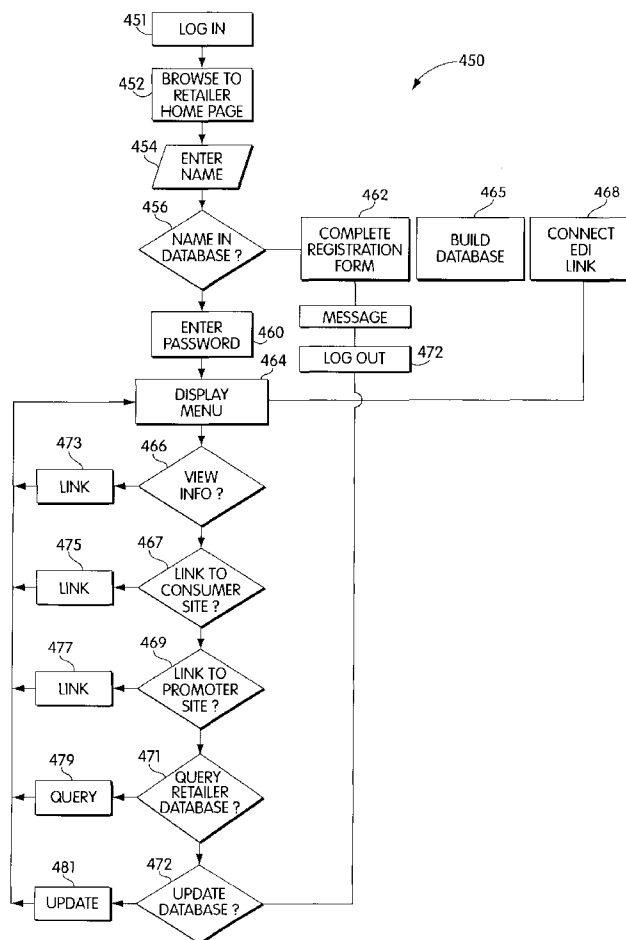 451
LOG IN
450
452
BROWSE TO
RETAILER
HOME PAGE
454
ENTER
NAME
456
NAME IN
DATABASE ?
462
COMPLETE
REGISTRATION
FORM
465
BUILD
DATABASE
468
CONNECT
EDI
LINK
ENTER
PASSWORD
460
MESSAGE
LOG OUT
472
464
DISPLAY
MENU
466
VIEW
INFO ?
473
LINK
467
LINK TO
CONSUMER
SITE ?
475
LINK
469
LINK TO
PROMOTER
SITE ?
477
LINK
471
QUERY
RETAILER
DATABASE ?
479
QUERY
472
UPDATE
DATABASE ?
481
UPDATE